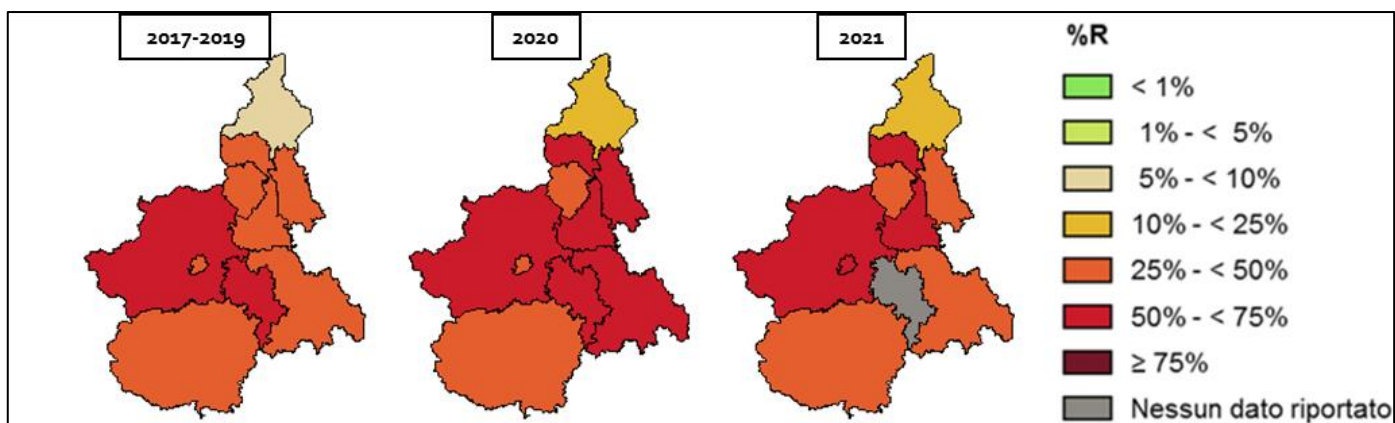 2017-2019
2020
2021
%R
< 1%
1% - < 5%
5% - < 10%
10% - < 25%
25% - < 50%
50% - < 75%
≥ 75%
Nessun dato riportato